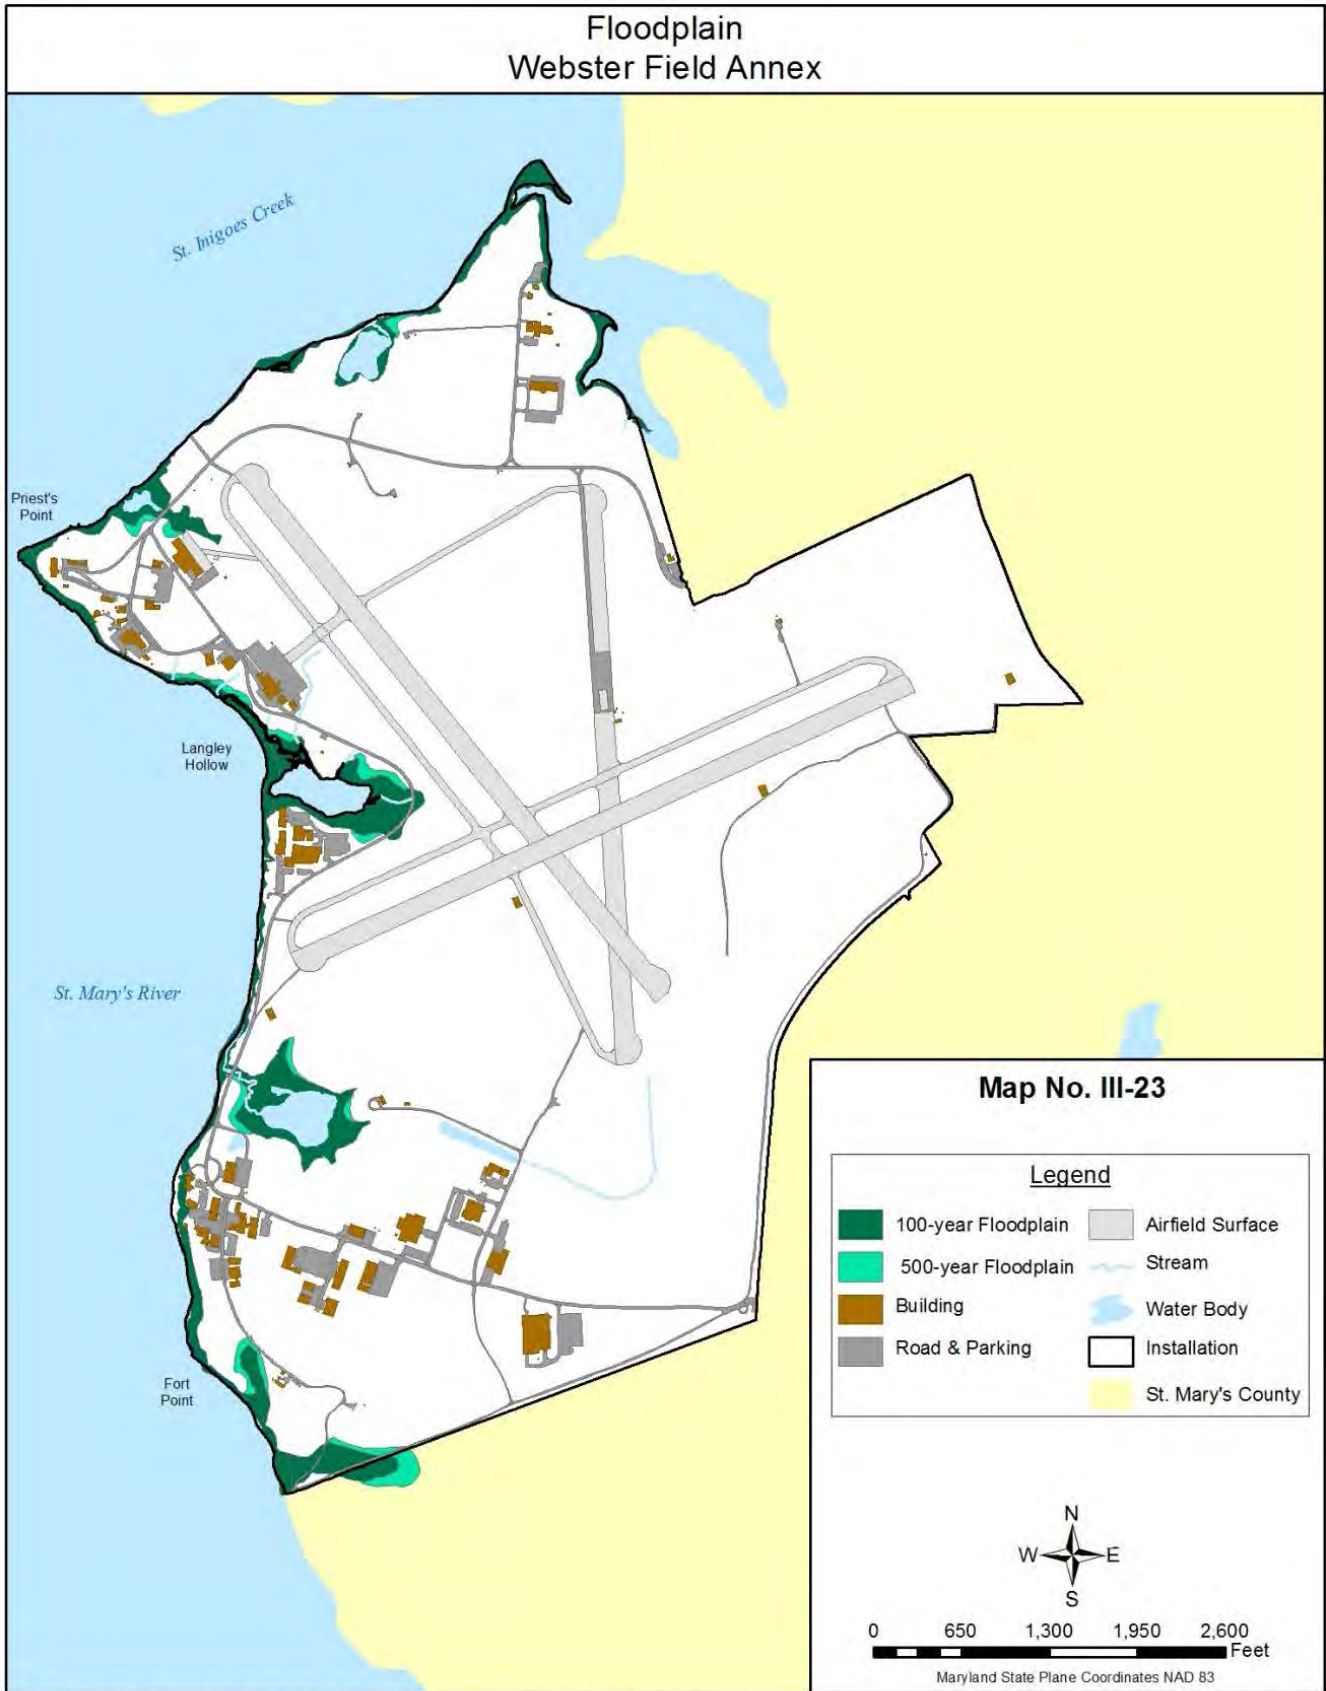 Floodplain
Webster Field Annex
St. Inigoes Creek
Priest's
Point
Langley
Hollow
St. Mary's River
Fort
Point
Map No. III-23
Legend
100-year Floodplain
500-year Floodplain
Building
Road & Parking
Airfield Surface
Stream
Water Body
Installation
St. Mary's County
N
W E
S
0 650 1,300 1,950 2,600
Feet
Maryland State Plane Coordinates NAD 83